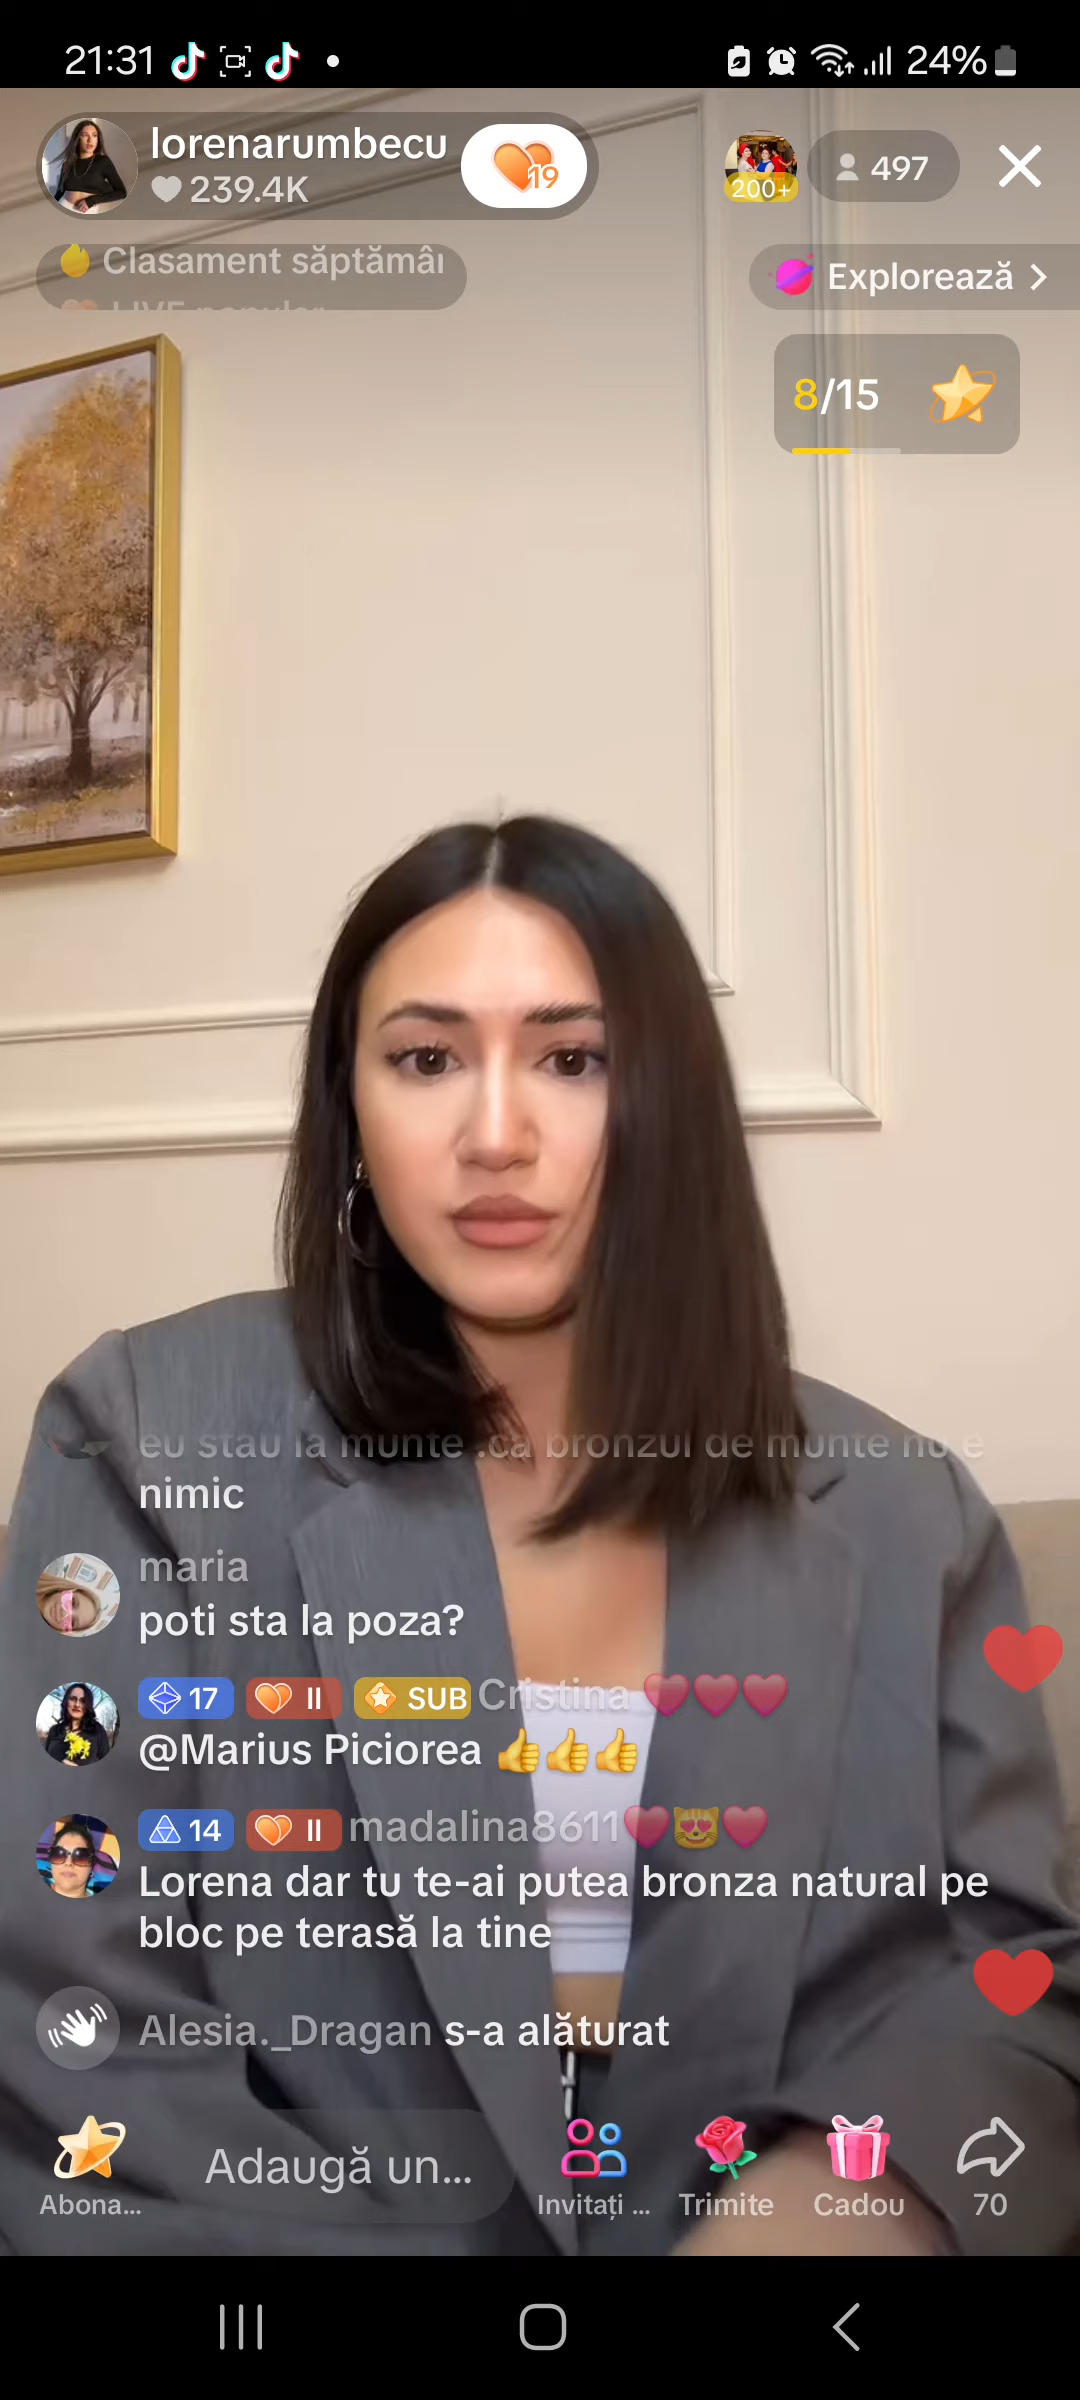 21:31
24%
lorenarumbecu
239.4K
19
200+
497
Clasament săptămâ
LIVE popular
Explorează
8/15
eu stau la munte .ca bronzul de munte nu e
nimic
maria
poti sta la poza?
17 II SUB Cristina
@Marius Piciorea 👍👍👍
14 II madalina8611
Lorena dar tu te-ai putea bronza natural pe
bloc pe terasă la tine
Alesia._Dragan s-a alăturat
Adaugă un...
Abona...
Invitați ...
Trimite
Cadou
70